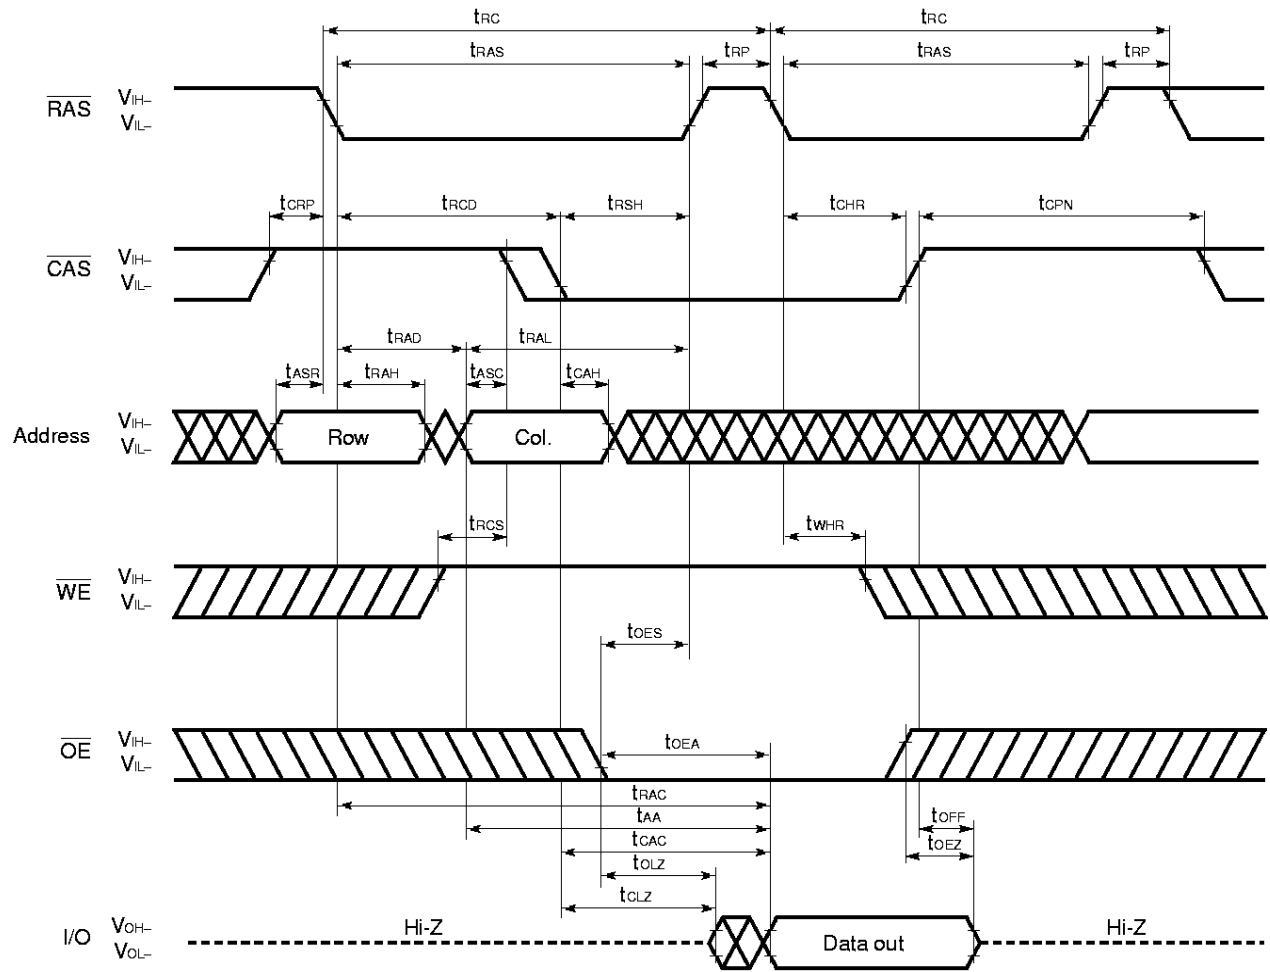 tRC tRC
tRAS tRP tRAS tRP
RAS VIH– VIL–
tCRP tRCD tRSH tCHR tCPN
CAS VIH– VIL–
tRAD tRAL
tASR tRAH tASC tCAH
Address VIH– VIL– Row Col.
tRCS tWHR
WE VIH– VIL–
tOES
OE VIH– VIL– tOEA
tRAC
tAA tOFF
tCAC tOEZ
tOLZ
tCLZ
I/O VOH– VOL– Hi-Z Data out Hi-Z